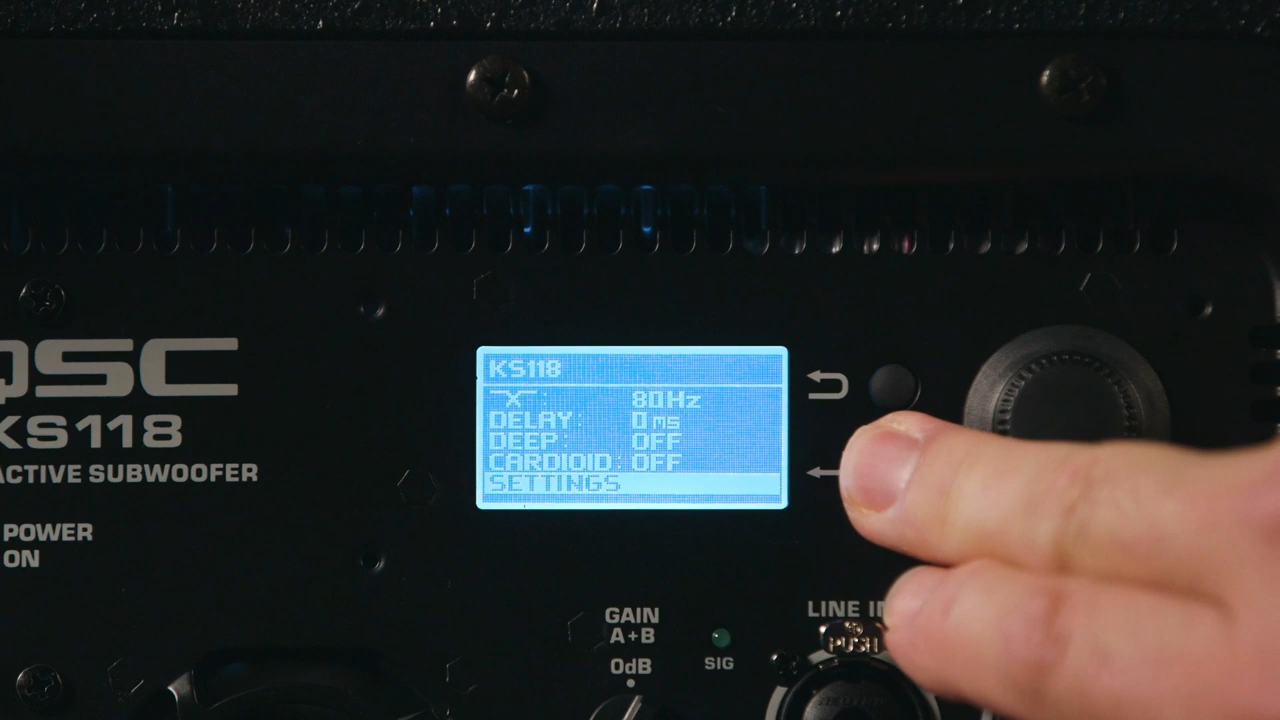 QSC
KS118
ACTIVE SUBWOOFER
POWER
ON
KS118
"X": 80Hz
DELAY: 0ms
DEEP: OFF
CARDIOID: OFF
SETTINGS
GAIN
A+B
0dB
SIG
LINE IN
PUSH